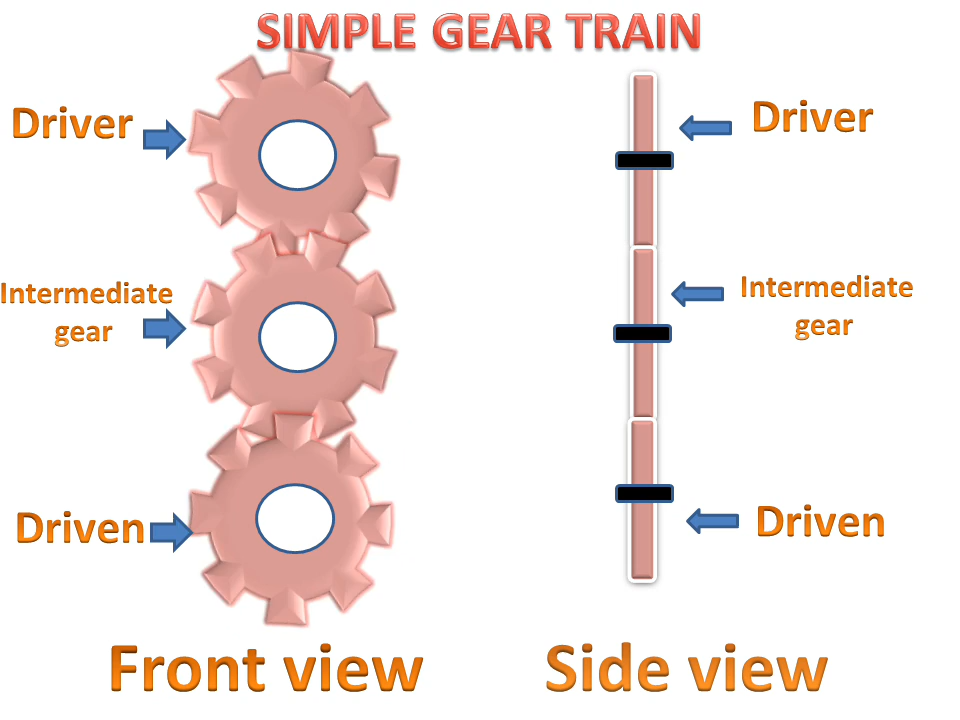 SIMPLE GEAR TRAIN
Driver
Driver
Intermediate
gear
Intermediate
gear
Driven
Driven
Front view
Side view